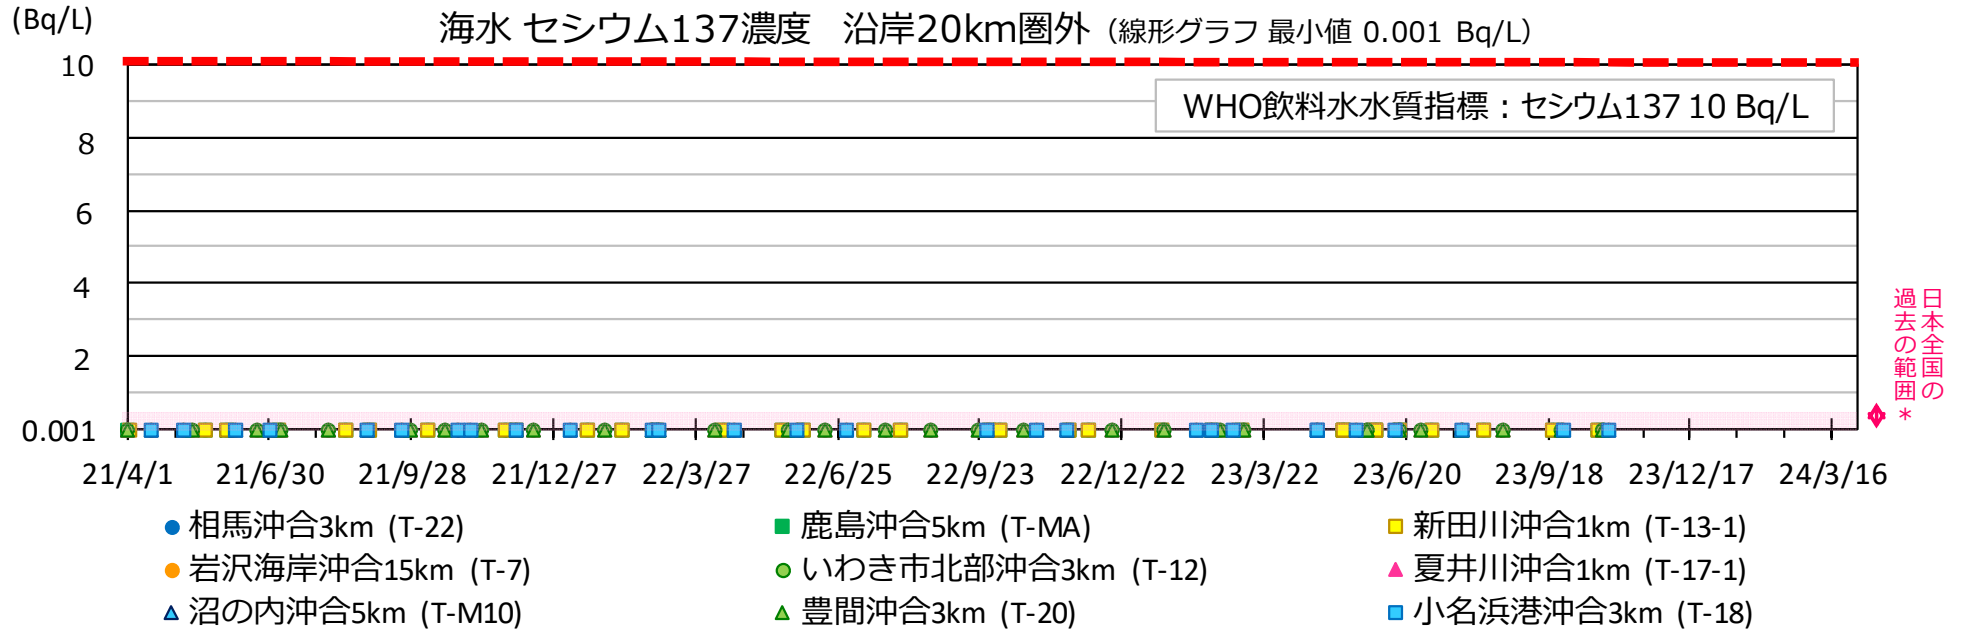 (Bq/L)
海水 セシウム137濃度 沿岸20km圏外 (線形グラフ 最小値 0.001 Bq/L)
10
WHO飲料水水質指標：セシウム137 10 Bq/L
8
6
4
2
0.001
日本全国の
過去の範囲*
21/4/1 21/6/30 21/9/28 21/12/27 22/3/27 22/6/25 22/9/23 22/12/22 23/3/22 23/6/20 23/9/18 23/12/17 24/3/16
相馬沖合3km (T-22) 鹿島沖合5km (T-MA) 新田川沖合1km (T-13-1)
岩沢海岸沖合15km (T-7) いわき市北部沖合3km (T-12) 夏井川沖合1km (T-17-1)
沼の内沖合5km (T-M10) 豊間沖合3km (T-20) 小名浜港沖合3km (T-18)